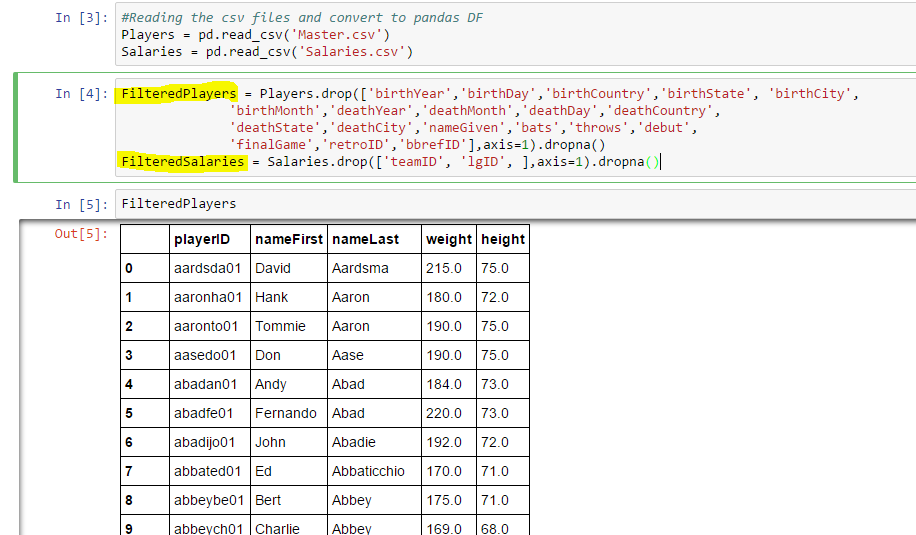 In [3]: #Reading the csv files and convert to pandas DF
Players = pd.read_csv('Master.csv')
Salaries = pd.read_csv('Salaries.csv')
In [4]: FilteredPlayers = Players.drop(['birthYear','birthDay','birthCountry','birthState', 'birthCity',
'birthMonth','deathYear','deathMonth','deathDay','deathCountry',
'deathState','deathCity','nameGiven','bats','throws','debut',
'finalGame','retroID','bbrefID'],axis=1).dropna()
FilteredSalaries = Salaries.drop(['teamID', 'lgID', ],axis=1).dropna()
In [5]: FilteredPlayers
Out[5]:
playerID nameFirst nameLast weight height
0 aardsda01 David Aardsma 215.0 75.0
1 aaronha01 Hank Aaron 180.0 72.0
2 aaronto01 Tommie Aaron 190.0 75.0
3 aasedo01 Don Aase 190.0 75.0
4 abadan01 Andy Abad 184.0 73.0
5 abadfe01 Fernando Abad 220.0 73.0
6 abadijo01 John Abadie 192.0 72.0
7 abbated01 Ed Abbaticchio 170.0 71.0
8 abbeybe01 Bert Abbey 175.0 71.0
9 abbeych01 Charlie Abbey 169.0 68.0